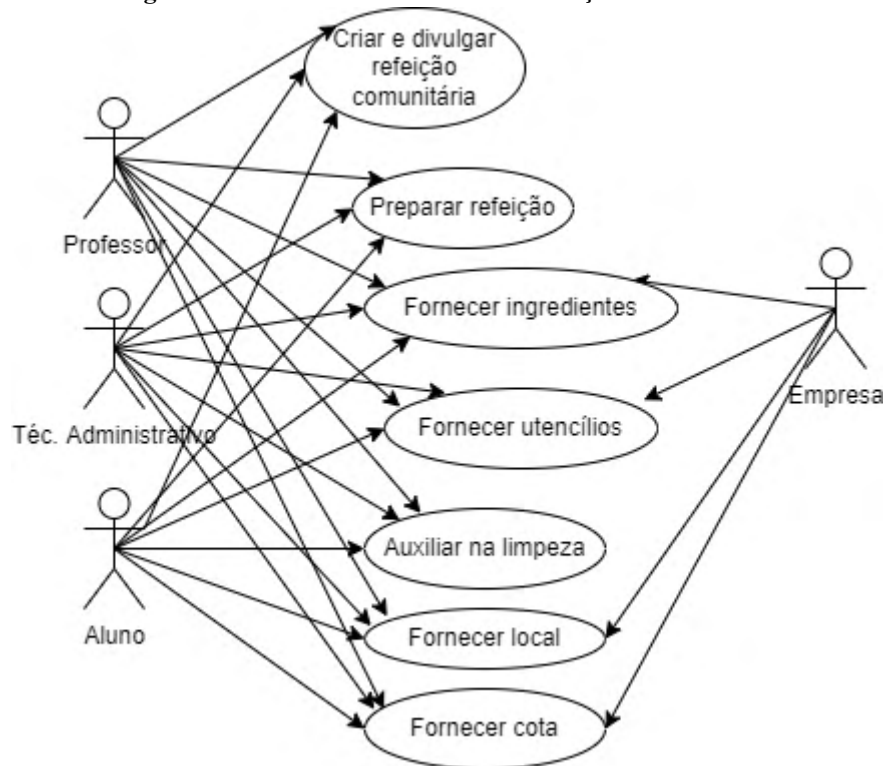 Criar e divulgar
refeição
comunitária
Professor
Preparar refeição
Fornecer ingredientes
Empresa
Téc. Administrativo
Fornecer utencílios
Auxiliar na limpeza
Aluno
Fornecer local
Fornecer cota